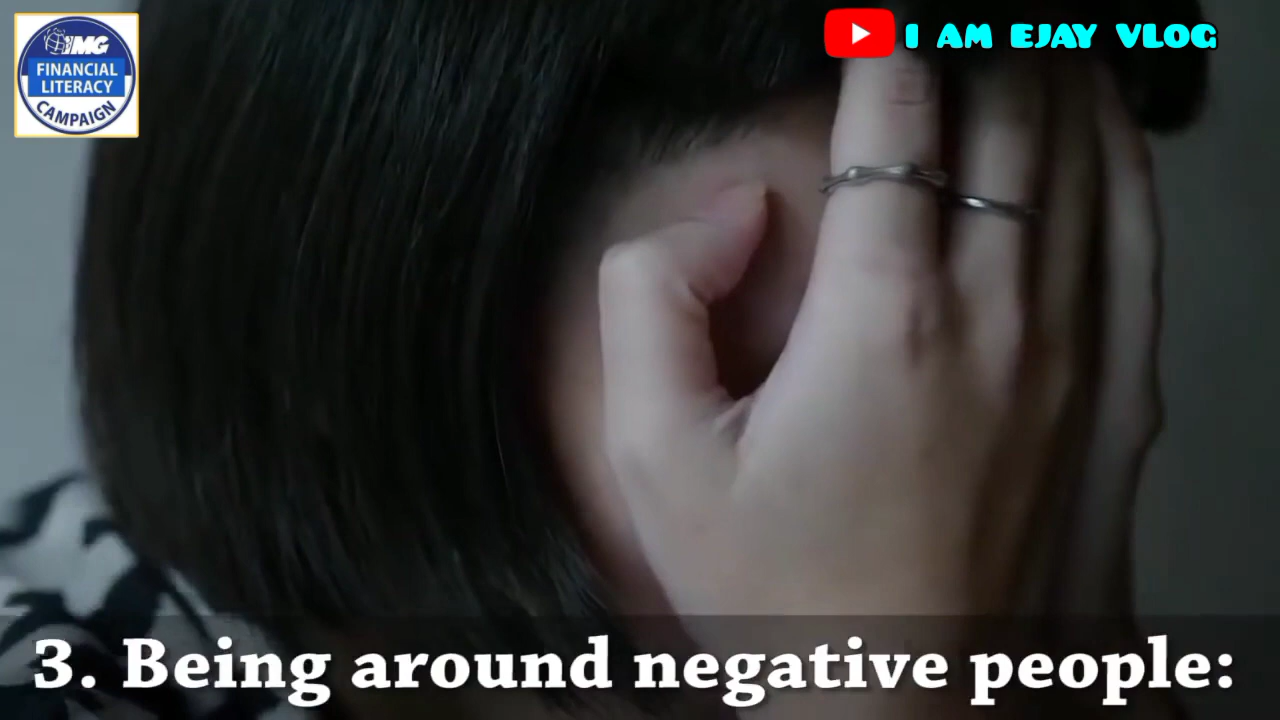 IMG
FINANCIAL
LITERACY
CAMPAIGN
I AM EJAY VLOG
3. Being around negative people: